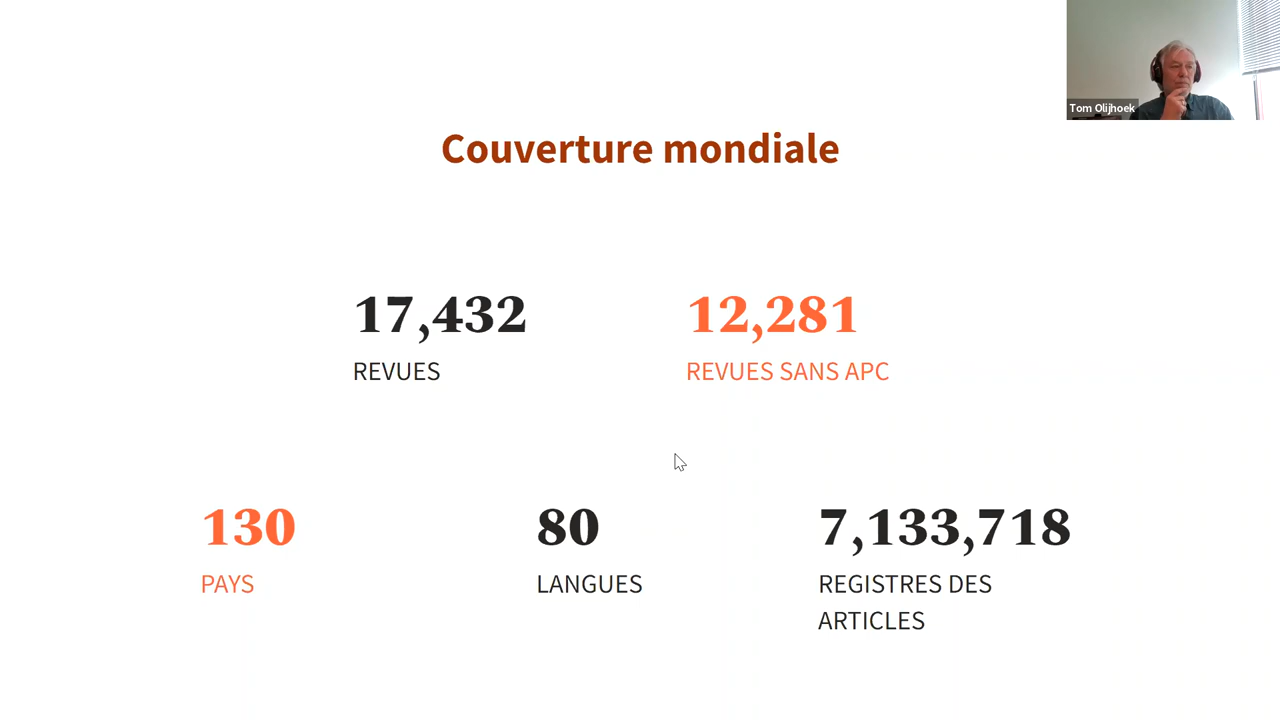 Tom Olijhoek
Couverture mondiale
17,432
REVUES
12,281
REVUES SANS APC
130
PAYS
80
LANGUES
7,133,718
REGISTRES DES
ARTICLES